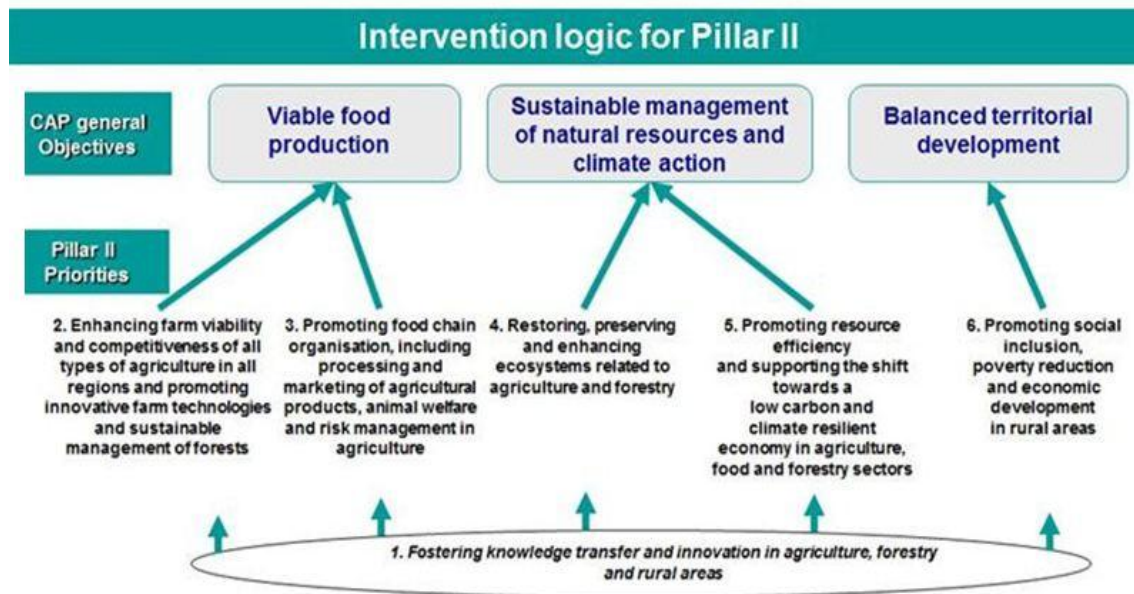 Intervention logic for Pillar II
CAP general
Objectives
Viable food
production
Sustainable management
of natural resources and
climate action
Balanced territorial
development
Pillar II
Priorities
2. Enhancing farm viability
and competitiveness of all
types of agriculture in all
regions and promoting
innovative farm technologies
and sustainable
management of forests
3. Promoting food chain
organisation, including
processing and
marketing of agricultural
products, animal welfare
and risk management in
agriculture
4. Restoring, preserving
and enhancing
ecosystems related to
agriculture and forestry
5. Promoting resource
efficiency
and supporting the shift
towards a
low carbon and
climate resilient
economy in agriculture,
food and forestry sectors
6. Promoting social
inclusion,
poverty reduction
and economic
development
in rural areas
1. Fostering knowledge transfer and innovation in agriculture, forestry
and rural areas